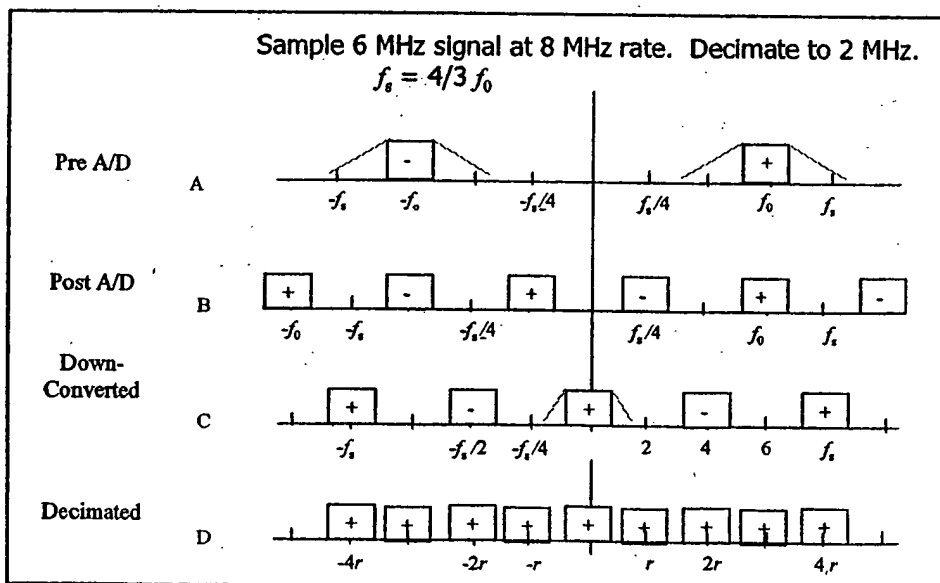 Sample 6 MHz signal at 8 MHz rate. Decimate to 2 MHz.
fₛ = 4/3 f₀
Pre A/D
A
- +
-fₛ -fₒ -fₛ/4 fₛ/4 f₀ fₛ
Post A/D
B
+ - + - + -
-f₀ -fₛ -fₛ/4 fₛ/4 f₀ fₛ
Down-
Converted
C
+ - + - +
-fₛ -fₛ/2 -fₛ/4 2 4 6 fₛ
Decimated
D
+ + + + + + + + +
-4r -2r -r r 2r 4r